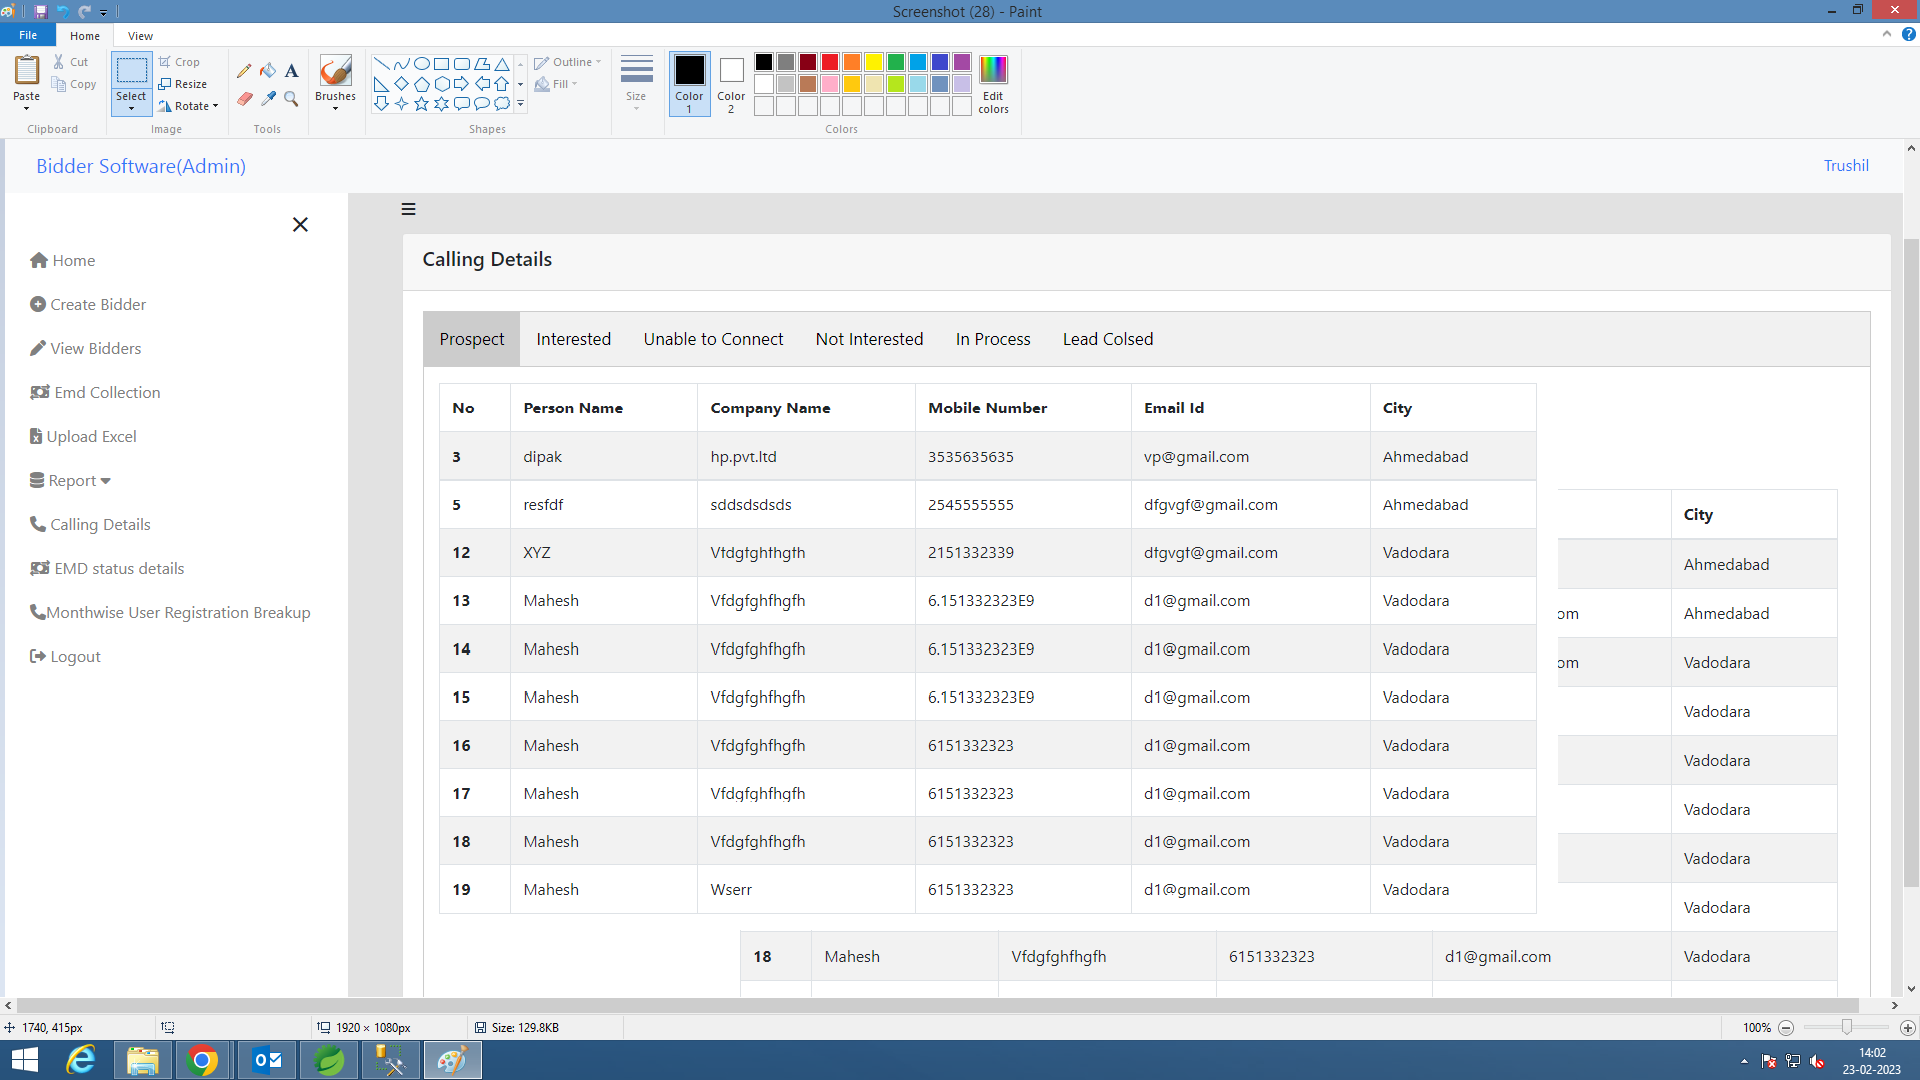 Screenshot (28) - Paint
File Home View
Paste
Cut
Copy
Clipboard
Select
Crop
Resize
Rotate
Image
Tools
Brushes
Shapes
Outline
Fill
Size
Color 1
Color 2
Edit colors
Colors
Bidder Software(Admin)
Trushil
Home
Create Bidder
View Bidders
Emd Collection
Upload Excel
Report
Calling Details
EMD status details
Monthwise User Registration Breakup
Logout
Calling Details
Prospect Interested Unable to Connect Not Interested In Process Lead Colsed
No Person Name Company Name Mobile Number Email Id City
3 dipak hp.pvt.ltd 3535635635 vp@gmail.com Ahmedabad
5 resfdf sddsdsdsds 2545555555 dfgvgf@gmail.com Ahmedabad
12 XYZ Vfdgfghfhgfh 2151332339 dfgvgf@gmail.com Vadodara
13 Mahesh Vfdgfghfhgfh 6.151332323E9 d1@gmail.com Vadodara
14 Mahesh Vfdgfghfhgfh 6.151332323E9 d1@gmail.com Vadodara
15 Mahesh Vfdgfghfhgfh 6.151332323E9 d1@gmail.com Vadodara
16 Mahesh Vfdgfghfhgfh 6151332323 d1@gmail.com Vadodara
17 Mahesh Vfdgfghfhgfh 6151332323 d1@gmail.com Vadodara
18 Mahesh Vfdgfghfhgfh 6151332323 d1@gmail.com Vadodara
19 Mahesh Wserr 6151332323 d1@gmail.com Vadodara
City
Ahmedabad
om Ahmedabad
om Vadodara
Vadodara
Vadodara
Vadodara
Vadodara
Vadodara
18 Mahesh Vfdgfghfhgfh 6151332323 d1@gmail.com Vadodara
1740, 415px
1920 × 1080px
Size: 129.8KB
100%
14:02
23-02-2023